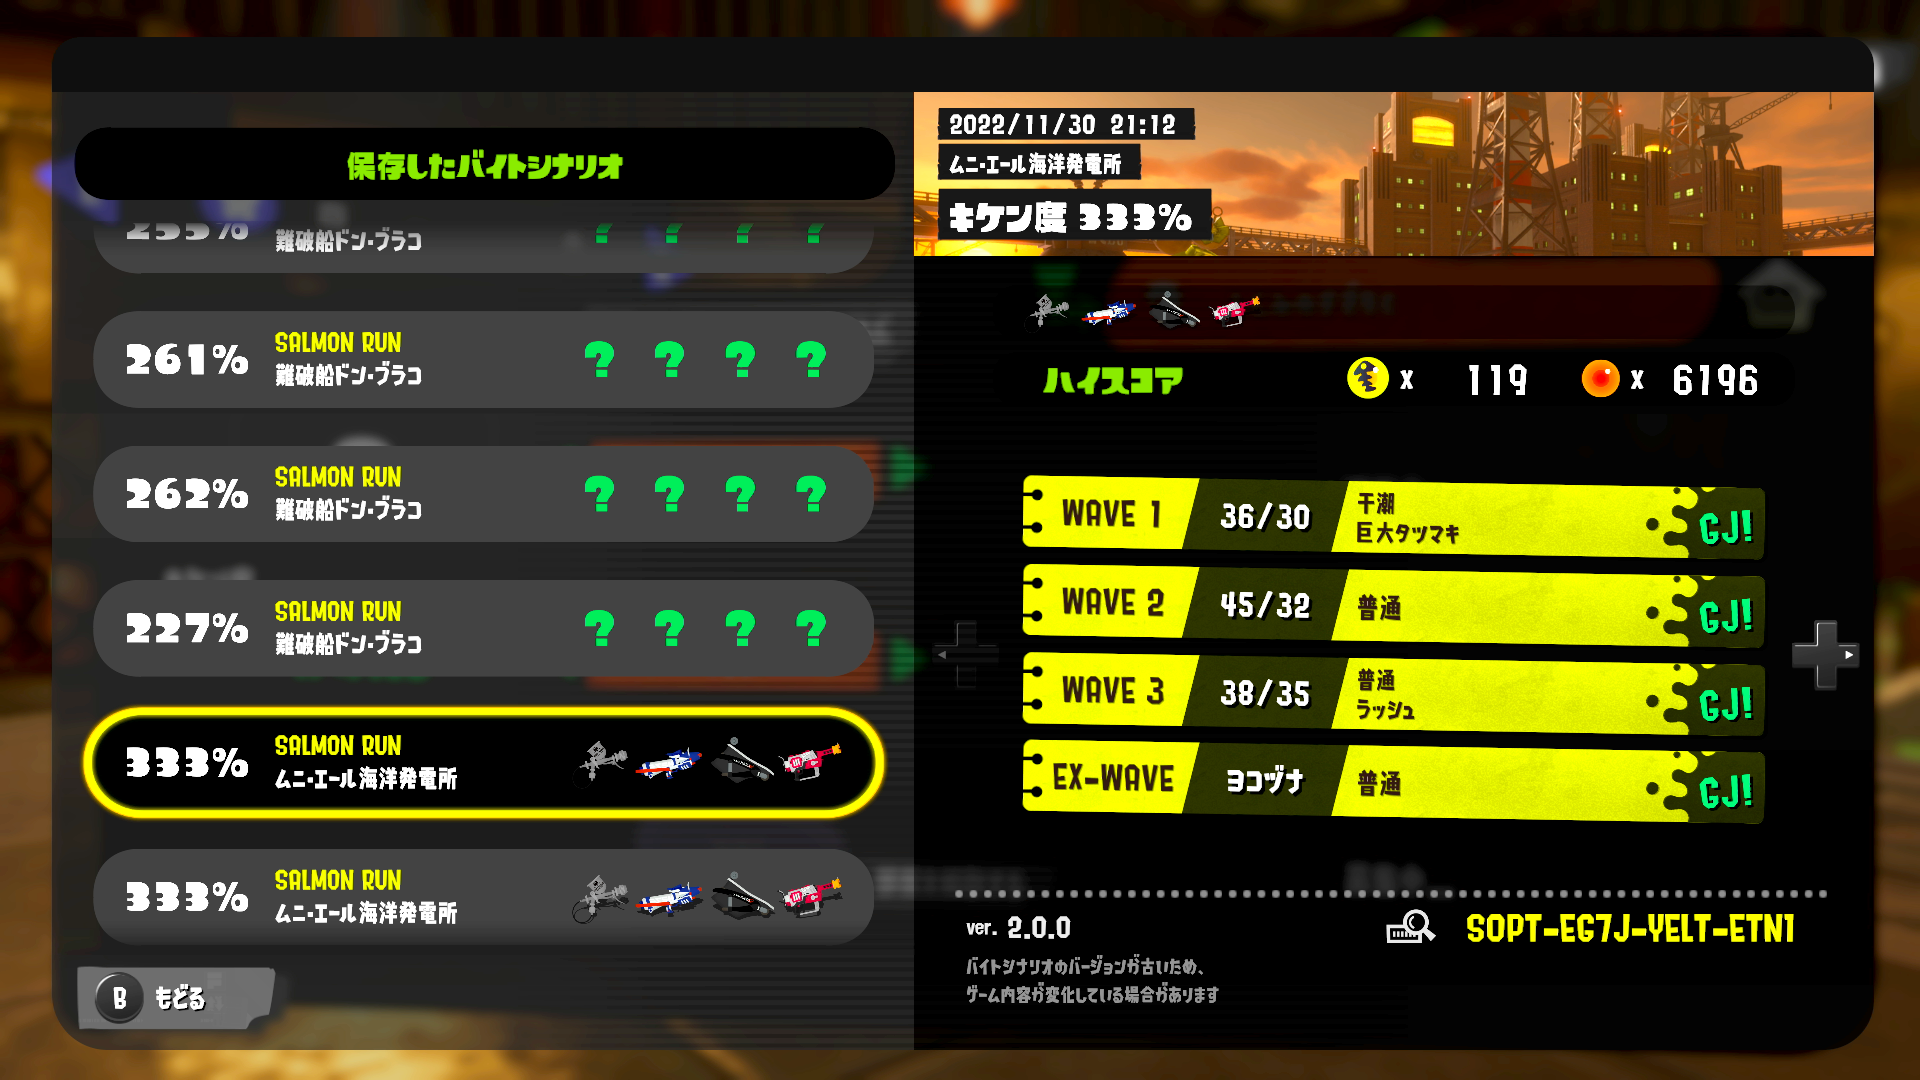 保存したバイトシナリオ
255% 難破船ドン・ブラコ
? ? ? ?
261% SALMON RUN
難破船ドン・ブラコ
? ? ? ?
262% SALMON RUN
難破船ドン・ブラコ
? ? ? ?
227% SALMON RUN
難破船ドン・ブラコ
? ? ? ?
333% SALMON RUN
ムニ・エール海洋発電所
333% SALMON RUN
ムニ・エール海洋発電所
B もどる
2022/11/30 21:12
ムニ・エール海洋発電所
キケン度 333%
ハイスコア x 119 x 6196
WAVE 1 36/30 干潮
巨大タツマキ
GJ!
WAVE 2 45/32 普通 GJ!
WAVE 3 38/35 普通
ラッシュ
GJ!
EX-WAVE ヨコヅナ 普通 GJ!
ver. 2.0.0
SOPT-EG7J-YELT-ETN1
バイトシナリオのバージョンが古いため、
ゲーム内容が変化している場合があります